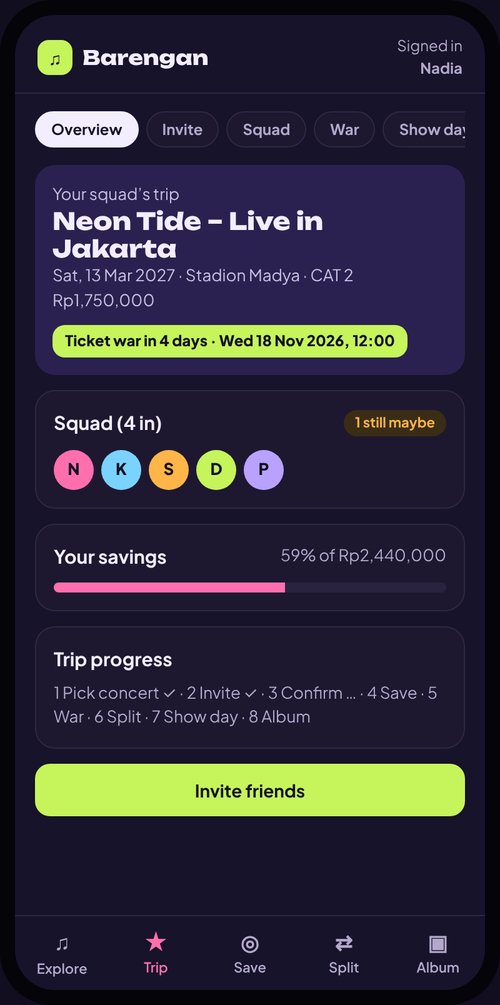 ♫ Barengan
Signed in
Nadia
Overview
Invite
Squad
War
Show day
Your squad's trip
Neon Tide – Live in
Jakarta
Sat, 13 Mar 2027 · Stadion Madya · CAT 2
Rp1,750,000
Ticket war in 4 days · Wed 18 Nov 2026, 12:00
Squad (4 in)
1 still maybe
N K S D P
Your savings
59% of Rp2,440,000
Trip progress
1 Pick concert ✓ · 2 Invite ✓ · 3 Confirm … · 4 Save · 5
War · 6 Split · 7 Show day · 8 Album
Invite friends
Explore
Trip
Save
Split
Album